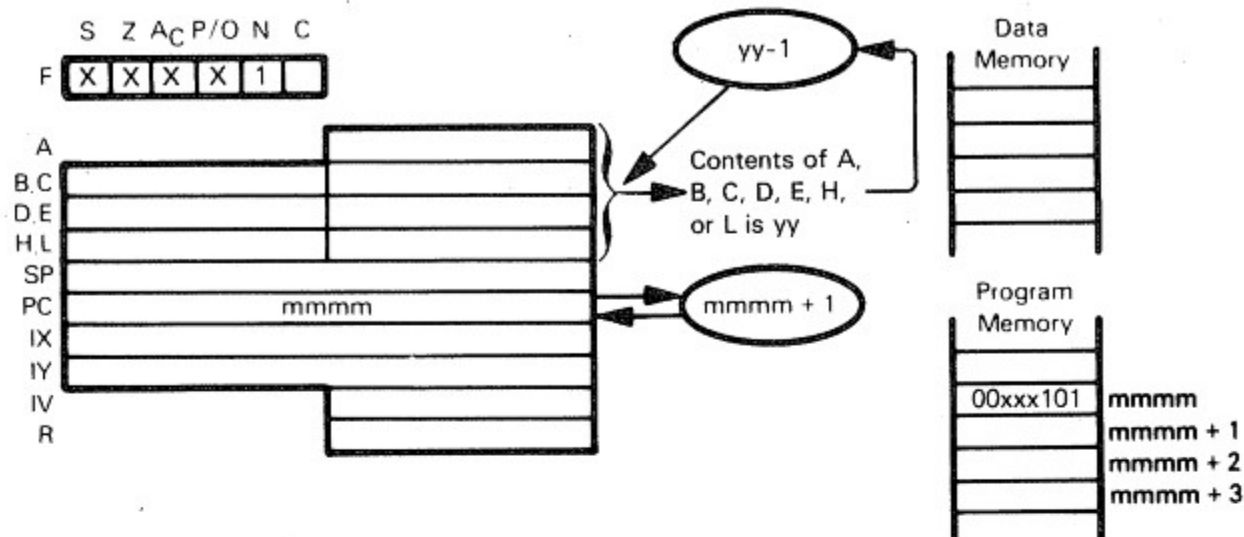 S Z AC P/O N C
F X X X X 1
yy-1
Data
Memory
A
B,C
D,E
H,L
SP
PC mmmm
IX
IY
IV
R
Contents of A,
B, C, D, E, H,
or L is yy
mmmm + 1
Program
Memory
00xxx101 mmmm
mmmm + 1
mmmm + 2
mmmm + 3